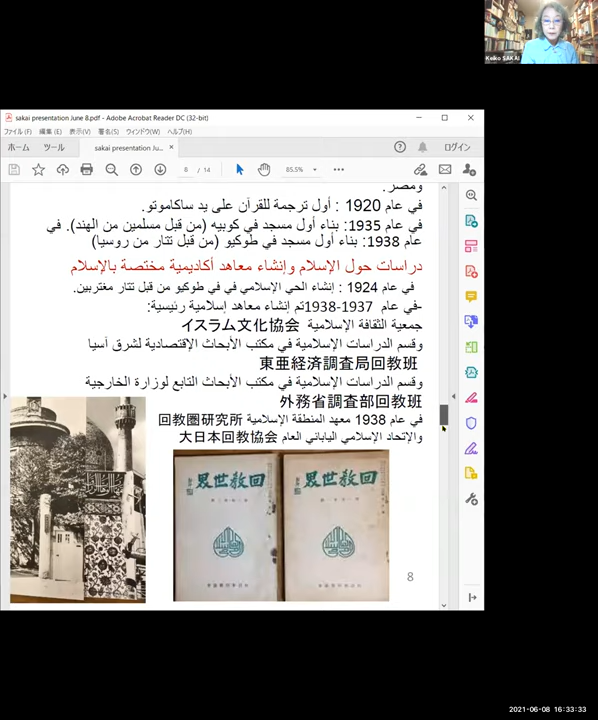 Keiko SAKAI
sakai presentation June 8.pdf - Adobe Acrobat Reader DC (32-bit)
ファイル(F) 編集(E) 表示(V) 署名(S) ウィンドウ(W) ヘルプ(H)
ホーム ツール sakai presentation Ju... × ログイン
8 / 14 85.5%
ومصر.
في عام 1920 : أول ترجمة للقرآن على يد ساكاموتو.
في عام 1935: بناء أول مسجد في كوبيه (من قبل مسلمين من الهند). في
عام 1938: بناء أول مسجد في طوكيو (من قبل تتار من روسيا)
دراسات حول الإسلام وإنشاء معاهد أكاديمية مختصة بالإسلام
في عام 1924 : إنشاء الحي الإسلامي في في طوكيو من قبل تتار مغتربين.
-في عام 1937-1938تم إنشاء معاهد إسلامية رئيسية:
جمعية الثقافة الإسلامية イスラム文化協会
وقسم الدراسات الإسلامية في مكتب الأبحاث الإقتصادية لشرق آسيا
東亜経済調査局回教班
وقسم الدراسات الإسلامية في مكتب الأبحاث التابع لوزارة الخارجية
外務省調査部回教班
في عام 1938 معهد المنطقة الإسلامية 回教圏研究所
والإتحاد الإسلامي الياباني العام 大日本回教協会
界世教回 界世教回
8
2021-06-08 16:33:33